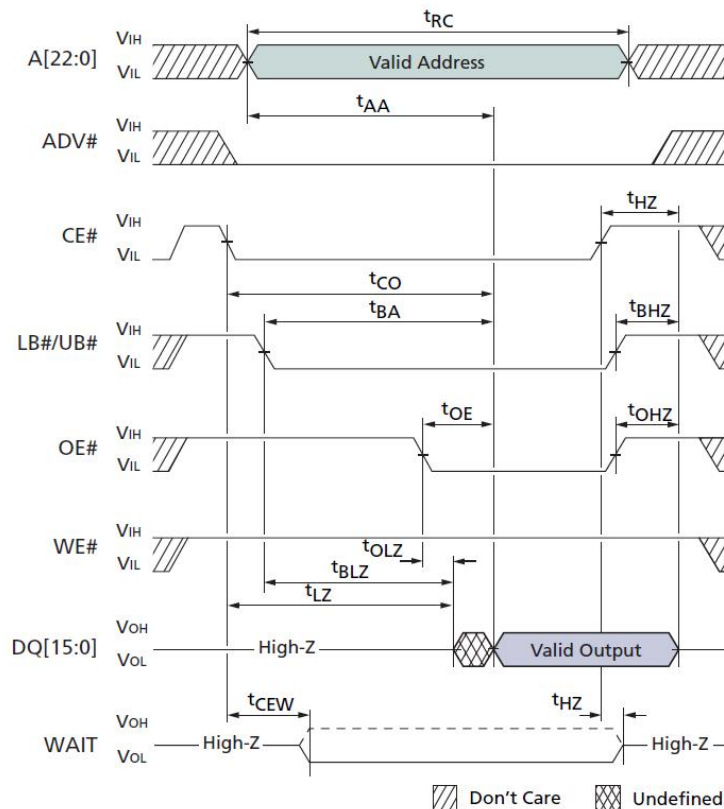 tRC
VIH
A[22:0]
Valid Address
VIL
tAA
VIH
ADV#
VIL
tHZ
VIH
CE#
VIL
tCO
tBA
tBHZ
VIH
LB#/UB#
VIL
tOE
tOHZ
VIH
OE#
VIL
VIH
WE#
tOLZ
VIL
tBLZ
tLZ
VOH
DQ[15:0]
High-Z
Valid Output
VOL
tCEW
tHZ
VOH
WAIT
High-Z
High-Z
VOL
Don't Care
Undefined